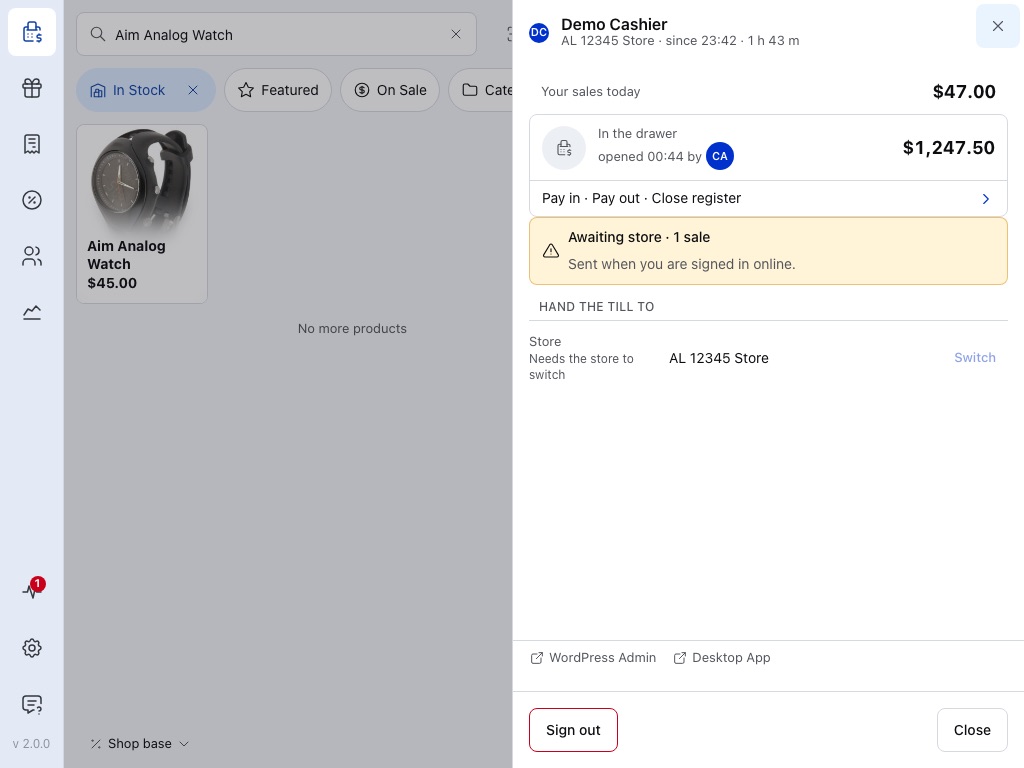 Aim Analog Watch
In Stock
Featured
On Sale
Cate
Aim Analog
Watch
$45.00
No more products
1
v 2.0.0
Shop base
DC
Demo Cashier
AL 12345 Store · since 23:42 · 1 h 43 m
Your sales today
$47.00
In the drawer
opened 00:44 by CA
$1,247.50
Pay in · Pay out · Close register
Awaiting store · 1 sale
Sent when you are signed in online.
HAND THE TILL TO
Store
Needs the store to
switch
AL 12345 Store
Switch
WordPress Admin
Desktop App
Sign out
Close